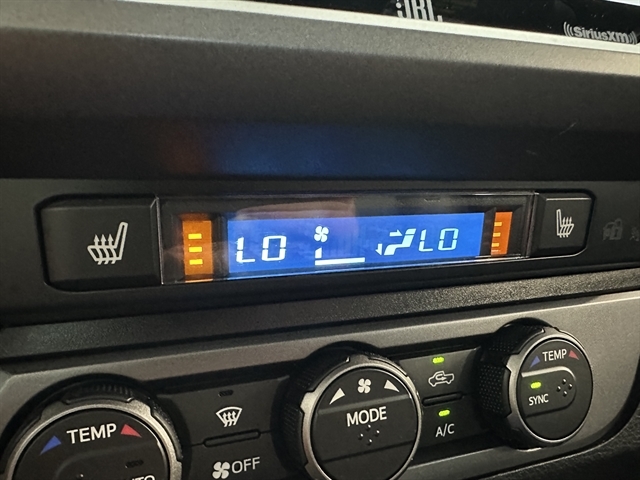 JBL
((SiriusXM))
LO LO
TEMP
MODE
OFF
A/C
TEMP
SYNC